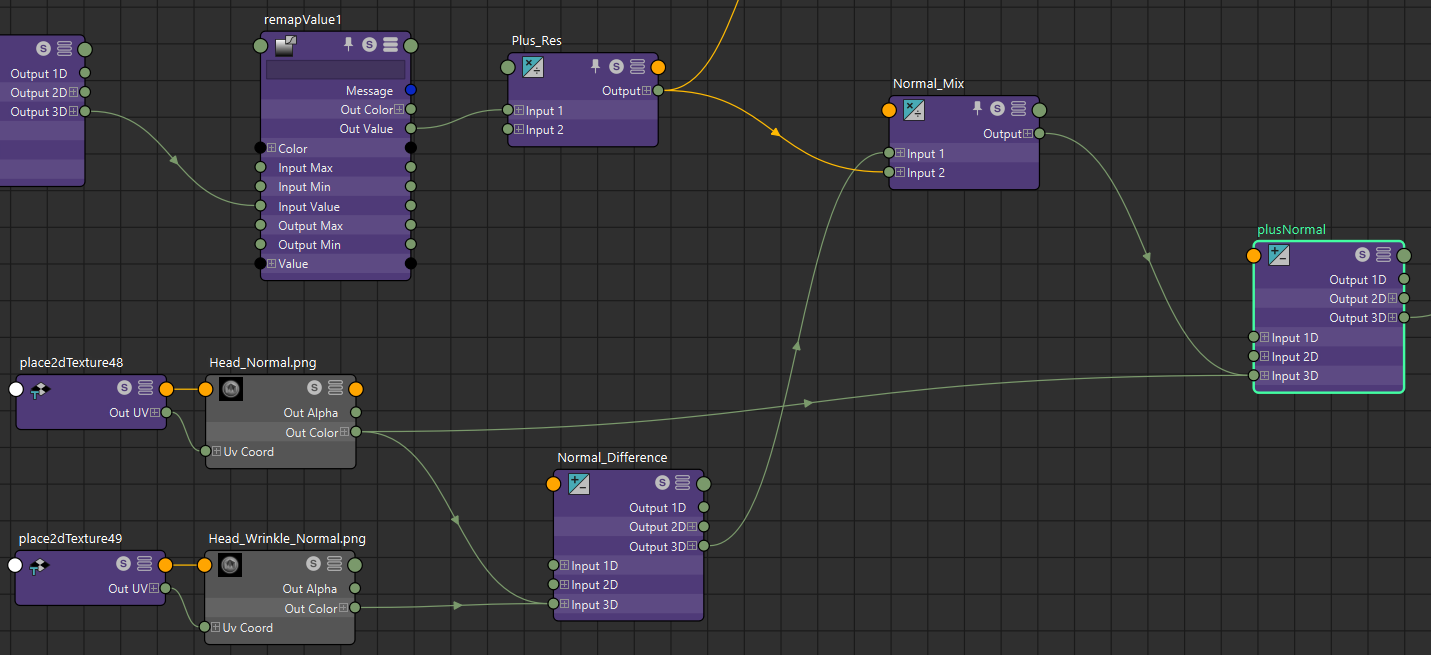 S
Output 1D
Output 2D
Output 3D
remapValue1
S
Message
Out Color
Out Value
Color
Input Max
Input Min
Input Value
Output Max
Output Min
Value
Plus_Res
S
Output
Input 1
Input 2
Normal_Mix
S
Output
Input 1
Input 2
plusNormal
S
Output 1D
Output 2D
Output 3D
Input 1D
Input 2D
Input 3D
place2dTexture48
T
S
Out UV
Head_Normal.png
S
Out Alpha
Out Color
Uv Coord
Normal_Difference
S
Output 1D
Output 2D
Output 3D
Input 1D
Input 2D
Input 3D
place2dTexture49
T
S
Out UV
Head_Wrinkle_Normal.png
S
Out Alpha
Out Color
Uv Coord